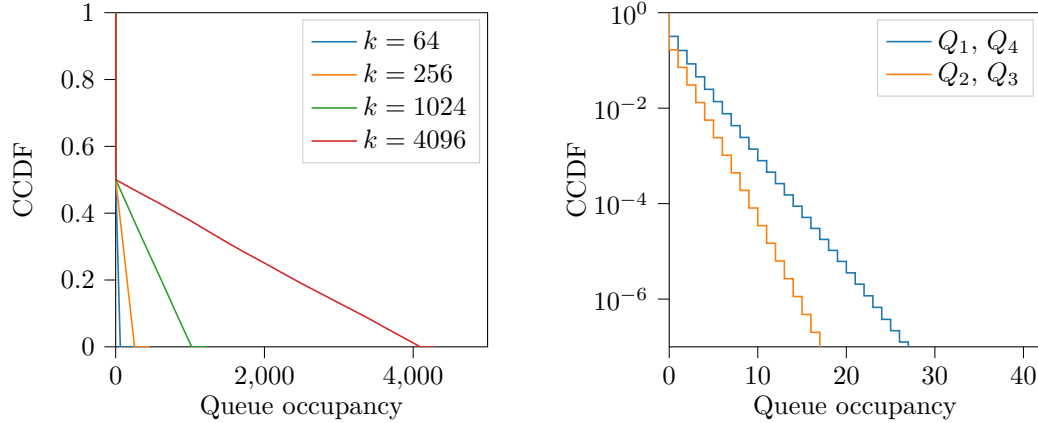 1
0.8
0.6
0.4
0.2
0
0
2,000
4,000
CCDF
Queue occupancy
k = 64
k = 256
k = 1024
k = 4096
10⁰
10⁻²
10⁻⁴
10⁻⁶
0
10
20
30
40
CCDF
Queue occupancy
Q₁, Q₄
Q₂, Q₃